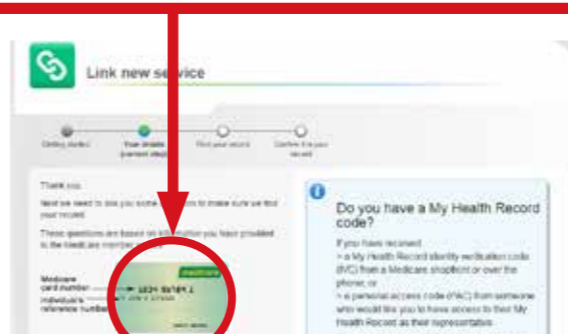 Link new service
Getting started
Your details
(current step)
Find your record
Confirm it is your
record
Thank you.
Next we need to ask you some to make sure we find
your record.
These questions are based on information you have provided
to the Medicare
Medicare
card number
Individual's
reference number
medicare
Do you have a My Health Record
code?
If you have received
> a My Health Record identity verification code
(IVC) from a Medicare shopfront or over the
phone; or
> a personal access code (PAC) from someone
who would like you to have access to their My
Health Record as their representative.